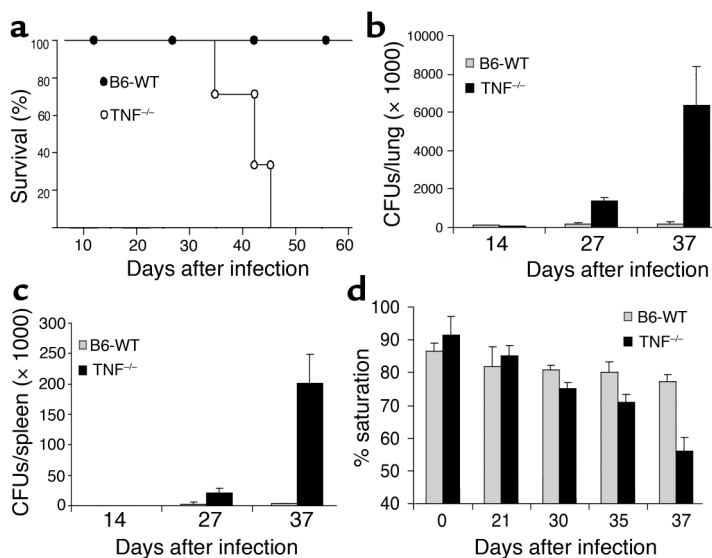 a
100
80
60
40
20
Survival (%)
B6-WT
TNF–/–
10 20 30 40 50 60
Days after infection
b
10000
8000
6000
4000
2000
0
CFUs/lung (× 1000)
B6-WT
TNF–/–
14 27 37
Days after infection
c
300
250
200
150
100
50
0
CFUs/spleen (× 1000)
B6-WT
TNF–/–
14 27 37
Days after infection
d
100
90
80
70
60
50
40
% saturation
B6-WT
TNF–/–
0 21 30 35 37
Days after infection